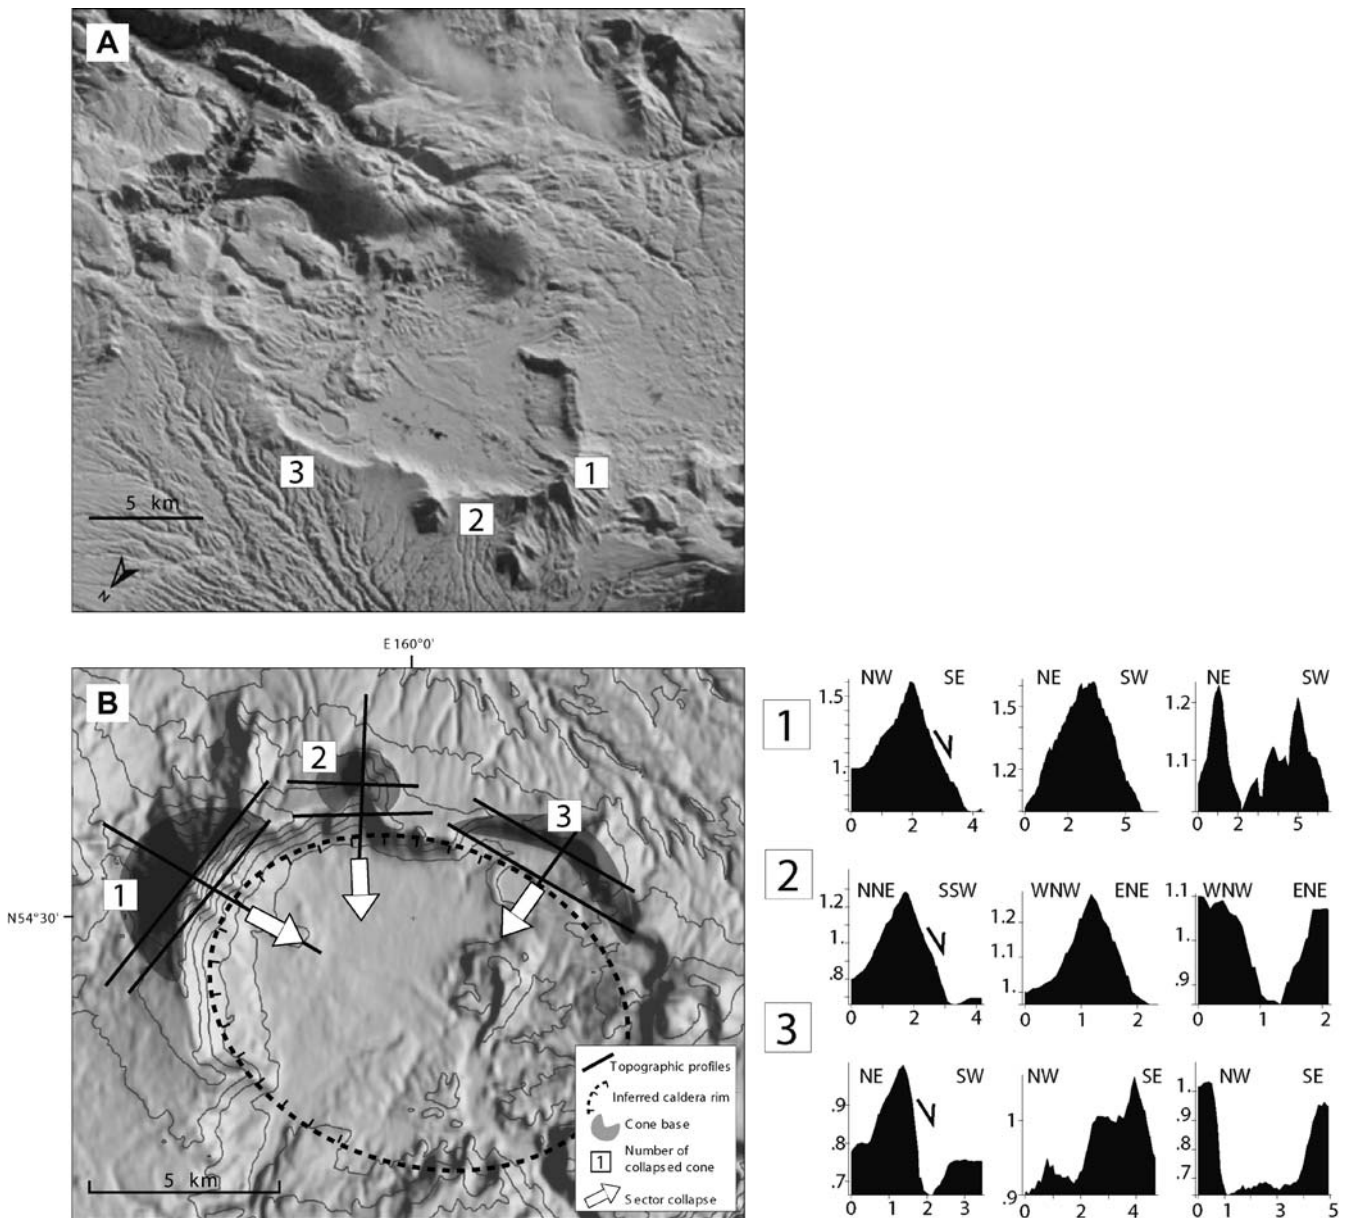 A
3
1
2
5 km
N
E 160°0'
B
2
3
1
N54°30'
5 km
Topographic profiles
Inferred caldera rim
Cone base
1
Number of
collapsed cone
Sector collapse
1
NW SE
1.5
1.
0 2 4
NE SW
1.5
1.2
0 2 5
NE SW
1.2
1.1
0 2 5
2
NNE SSW
1.2
1.
.8
0 2 4
WNW ENE
1.2
1.1
1.
0 1 2
WNW ENE
1.1
1.
.9
0 1 2
3
NE SW
.9
.8
.7
0 1 2 3
NW SE
1.
.9
0 1 2 3 4
NW SE
1.
.9
.8
.7
0 1 2 3 4 5